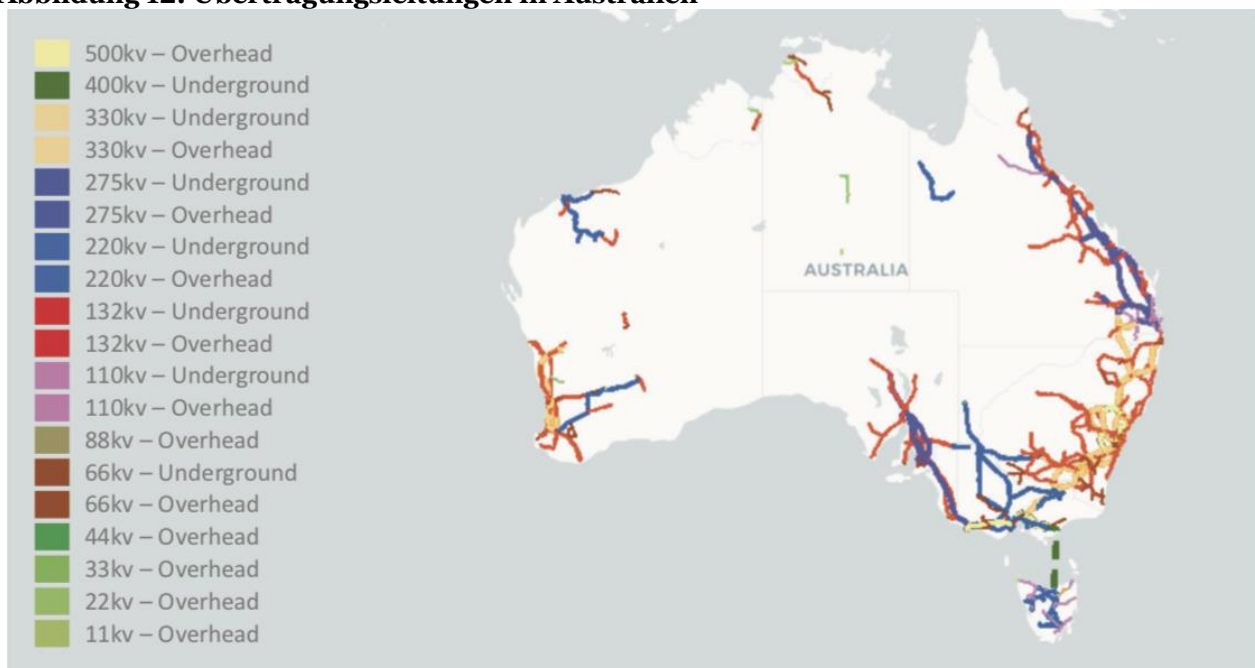 Abbildung 12: Übertragungsleitungen in Australien
500kv – Overhead
400kv – Underground
330kv – Underground
330kv – Overhead
275kv – Underground
275kv – Overhead
220kv – Underground
220kv – Overhead
132kv – Underground
132kv – Overhead
110kv – Underground
110kv – Overhead
88kv – Overhead
66kv – Underground
66kv – Overhead
44kv – Overhead
33kv – Overhead
22kv – Overhead
11kv – Overhead
AUSTRALIA